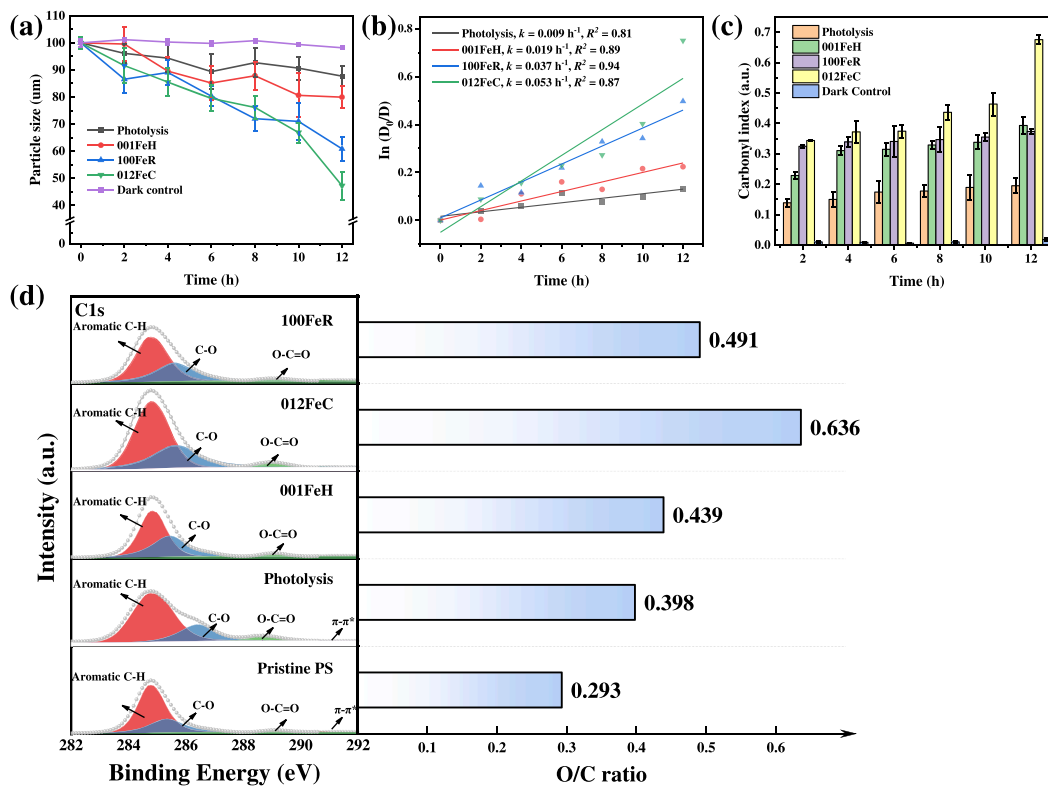 (a)
100
90
80
70
60
50
40
0
Particle size (um)
Photolysis
001FeH
100FeR
012FeC
Dark control
0 2 4 6 8 10 12
Time (h)
(b)
Photolysis, k = 0.009 h-1, R2 = 0.81
001FeH, k = 0.019 h-1, R2 = 0.89
100FeR, k = 0.037 h-1, R2 = 0.94
012FeC, k = 0.053 h-1, R2 = 0.87
0.8
0.6
0.4
0.2
0.0
ln (D0/D)
0 2 4 6 8 10 12
Time (h)
(c)
Photolysis
001FeH
100FeR
012FeC
Dark Control
0.7
0.6
0.5
0.4
0.3
0.2
0.1
0.0
Carbonyl index (a.u.)
2 4 6 8 10 12
Time (h)
(d)
C1s
100FeR
Aromatic C-H
C-O
O-C=O
0.491
012FeC
Aromatic C-H
C-O
O-C=O
0.636
001FeH
Aromatic C-H
C-O
O-C=O
0.439
Photolysis
Aromatic C-H
C-O
O-C=O
π-π*
0.398
Pristine PS
Aromatic C-H
C-O
O-C=O
π-π*
0.293
Intensity (a.u.)
282 284 286 288 290 292
Binding Energy (eV)
0.1 0.2 0.3 0.4 0.5 0.6
O/C ratio